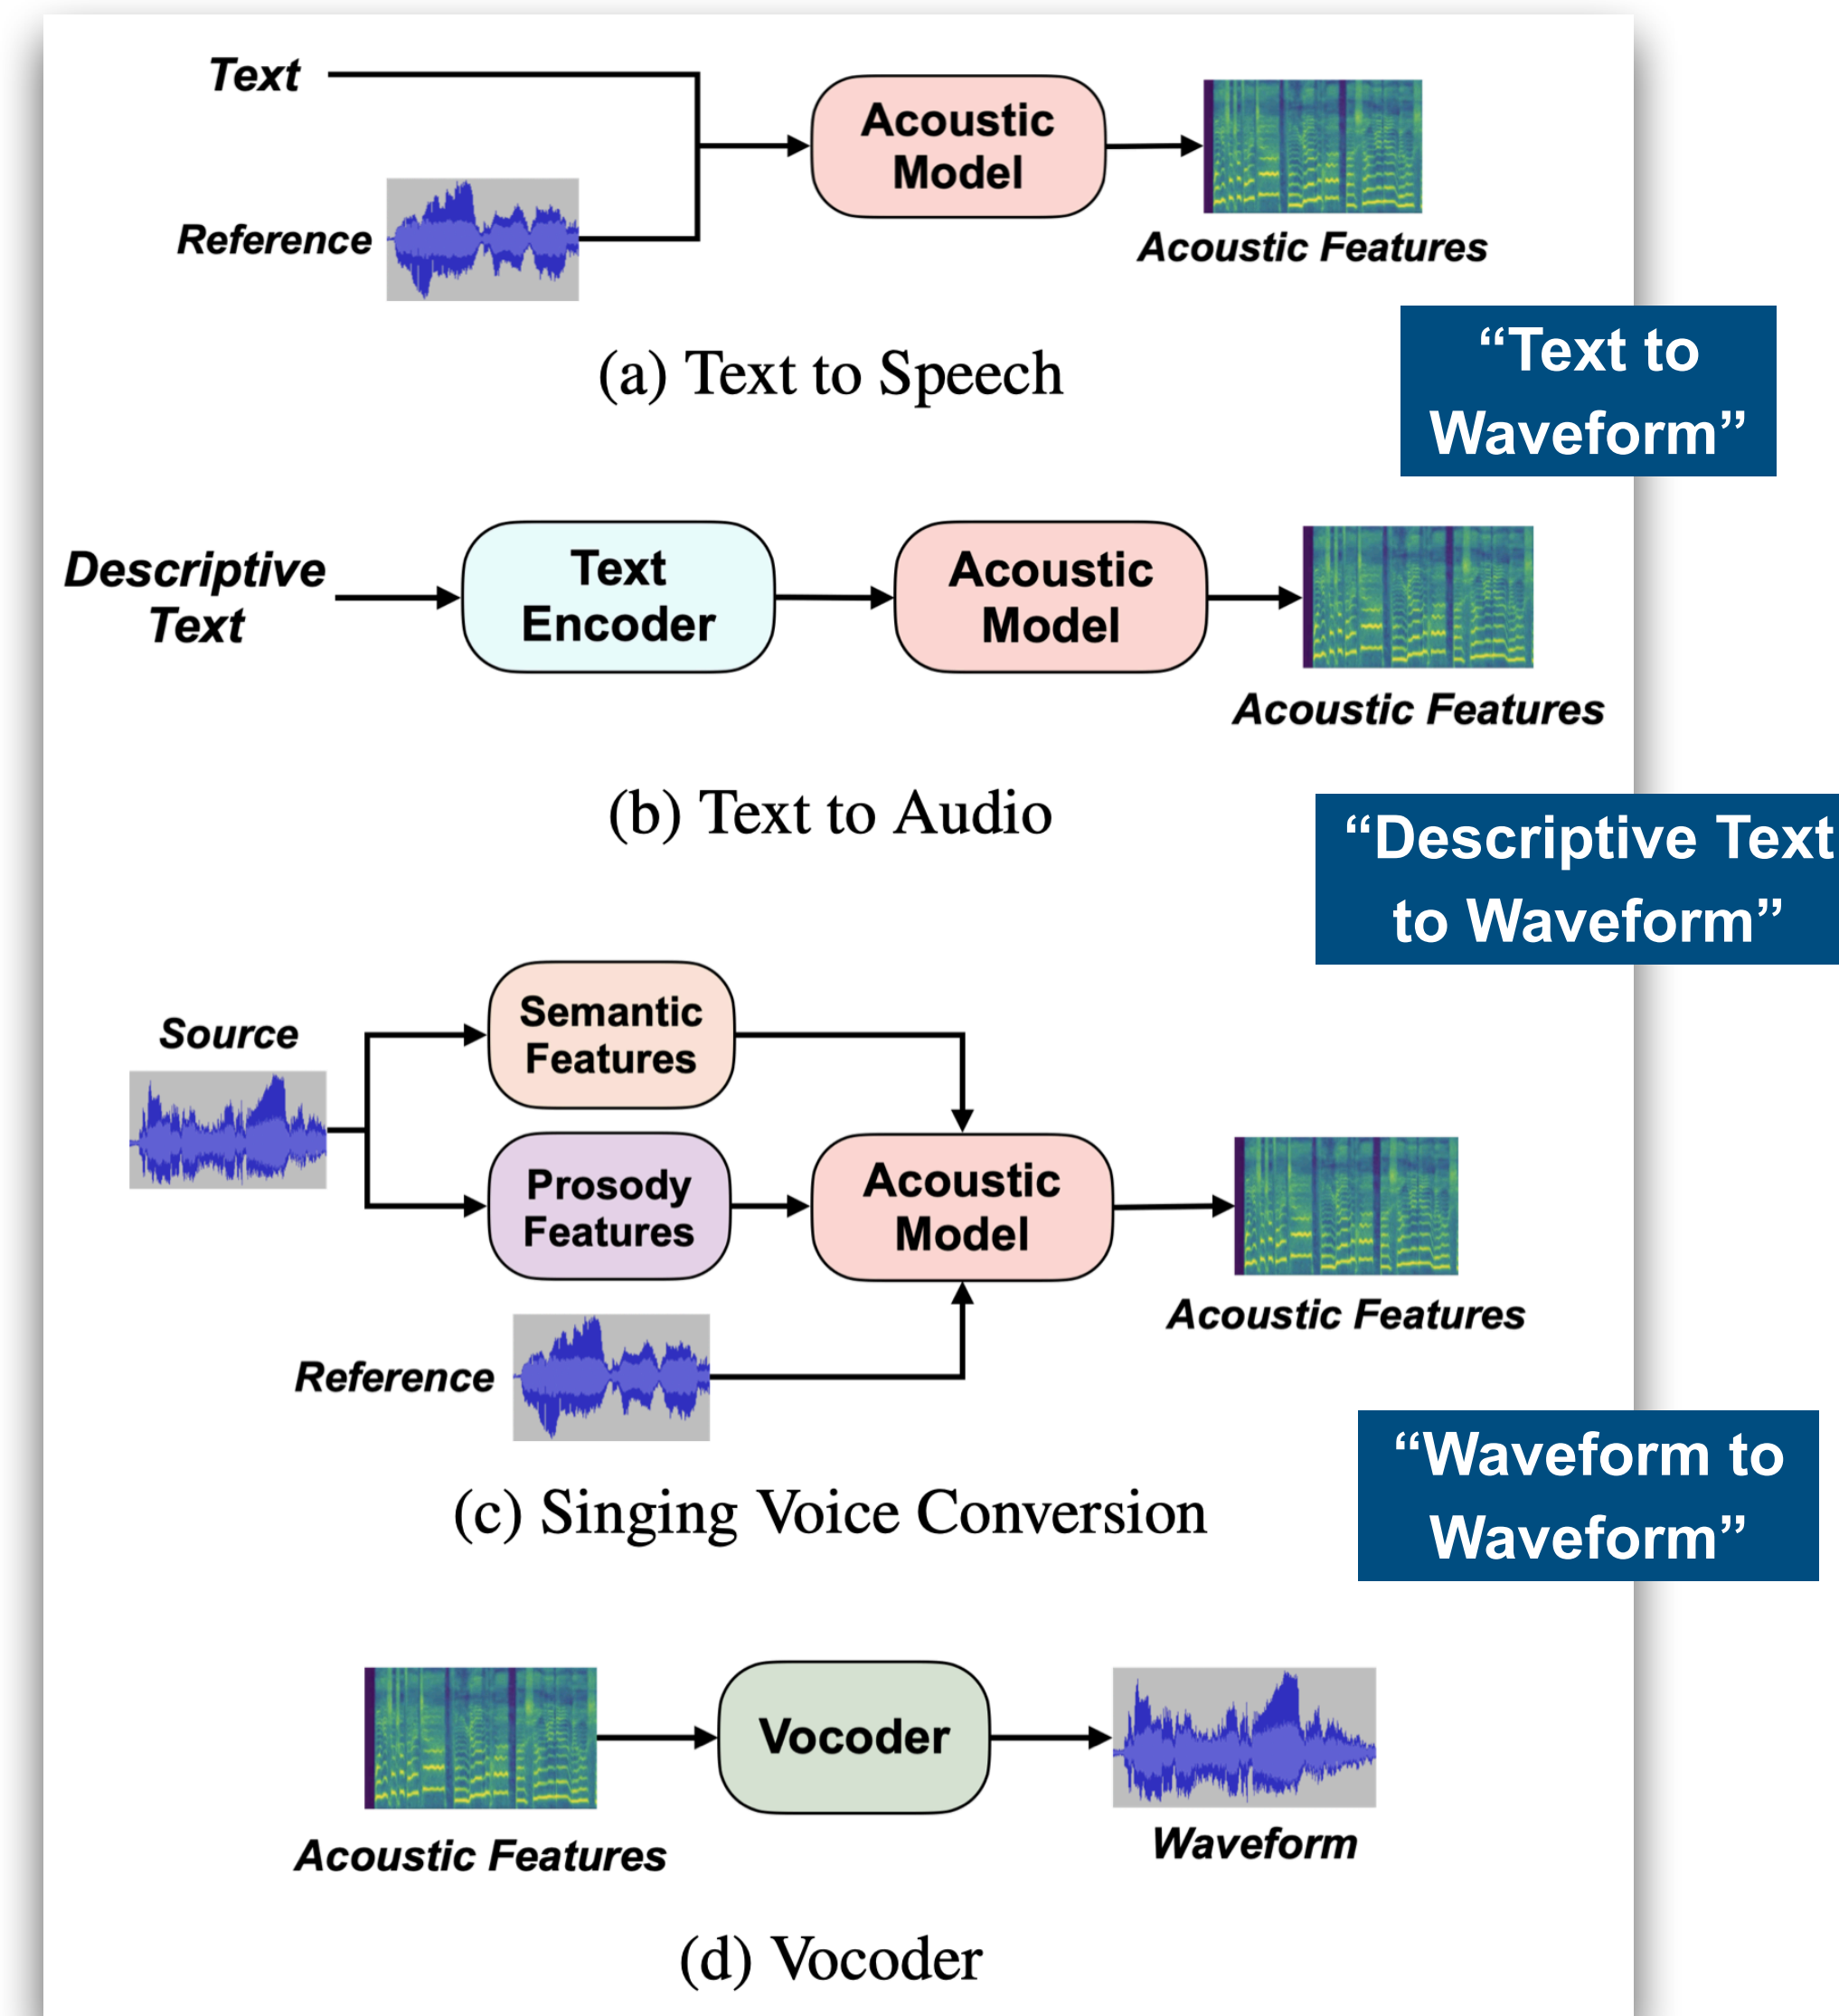 Text
Acoustic
Model
Reference
Acoustic Features
(a) Text to Speech
“Text to
Waveform”
Descriptive
Text
Text
Encoder
Acoustic
Model
Acoustic Features
(b) Text to Audio
“Descriptive Text
to Waveform”
Source
Semantic
Features
Prosody
Features
Acoustic
Model
Acoustic Features
Reference
(c) Singing Voice Conversion
“Waveform to
Waveform”
Vocoder
Acoustic Features
Waveform
(d) Vocoder